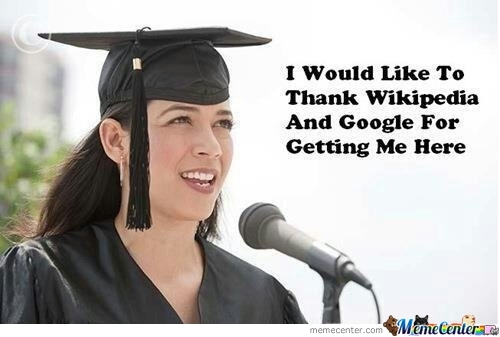 I Would Like To
Thank Wikipedia
And Google For
Getting Me Here
memecenter.com MemeCenter